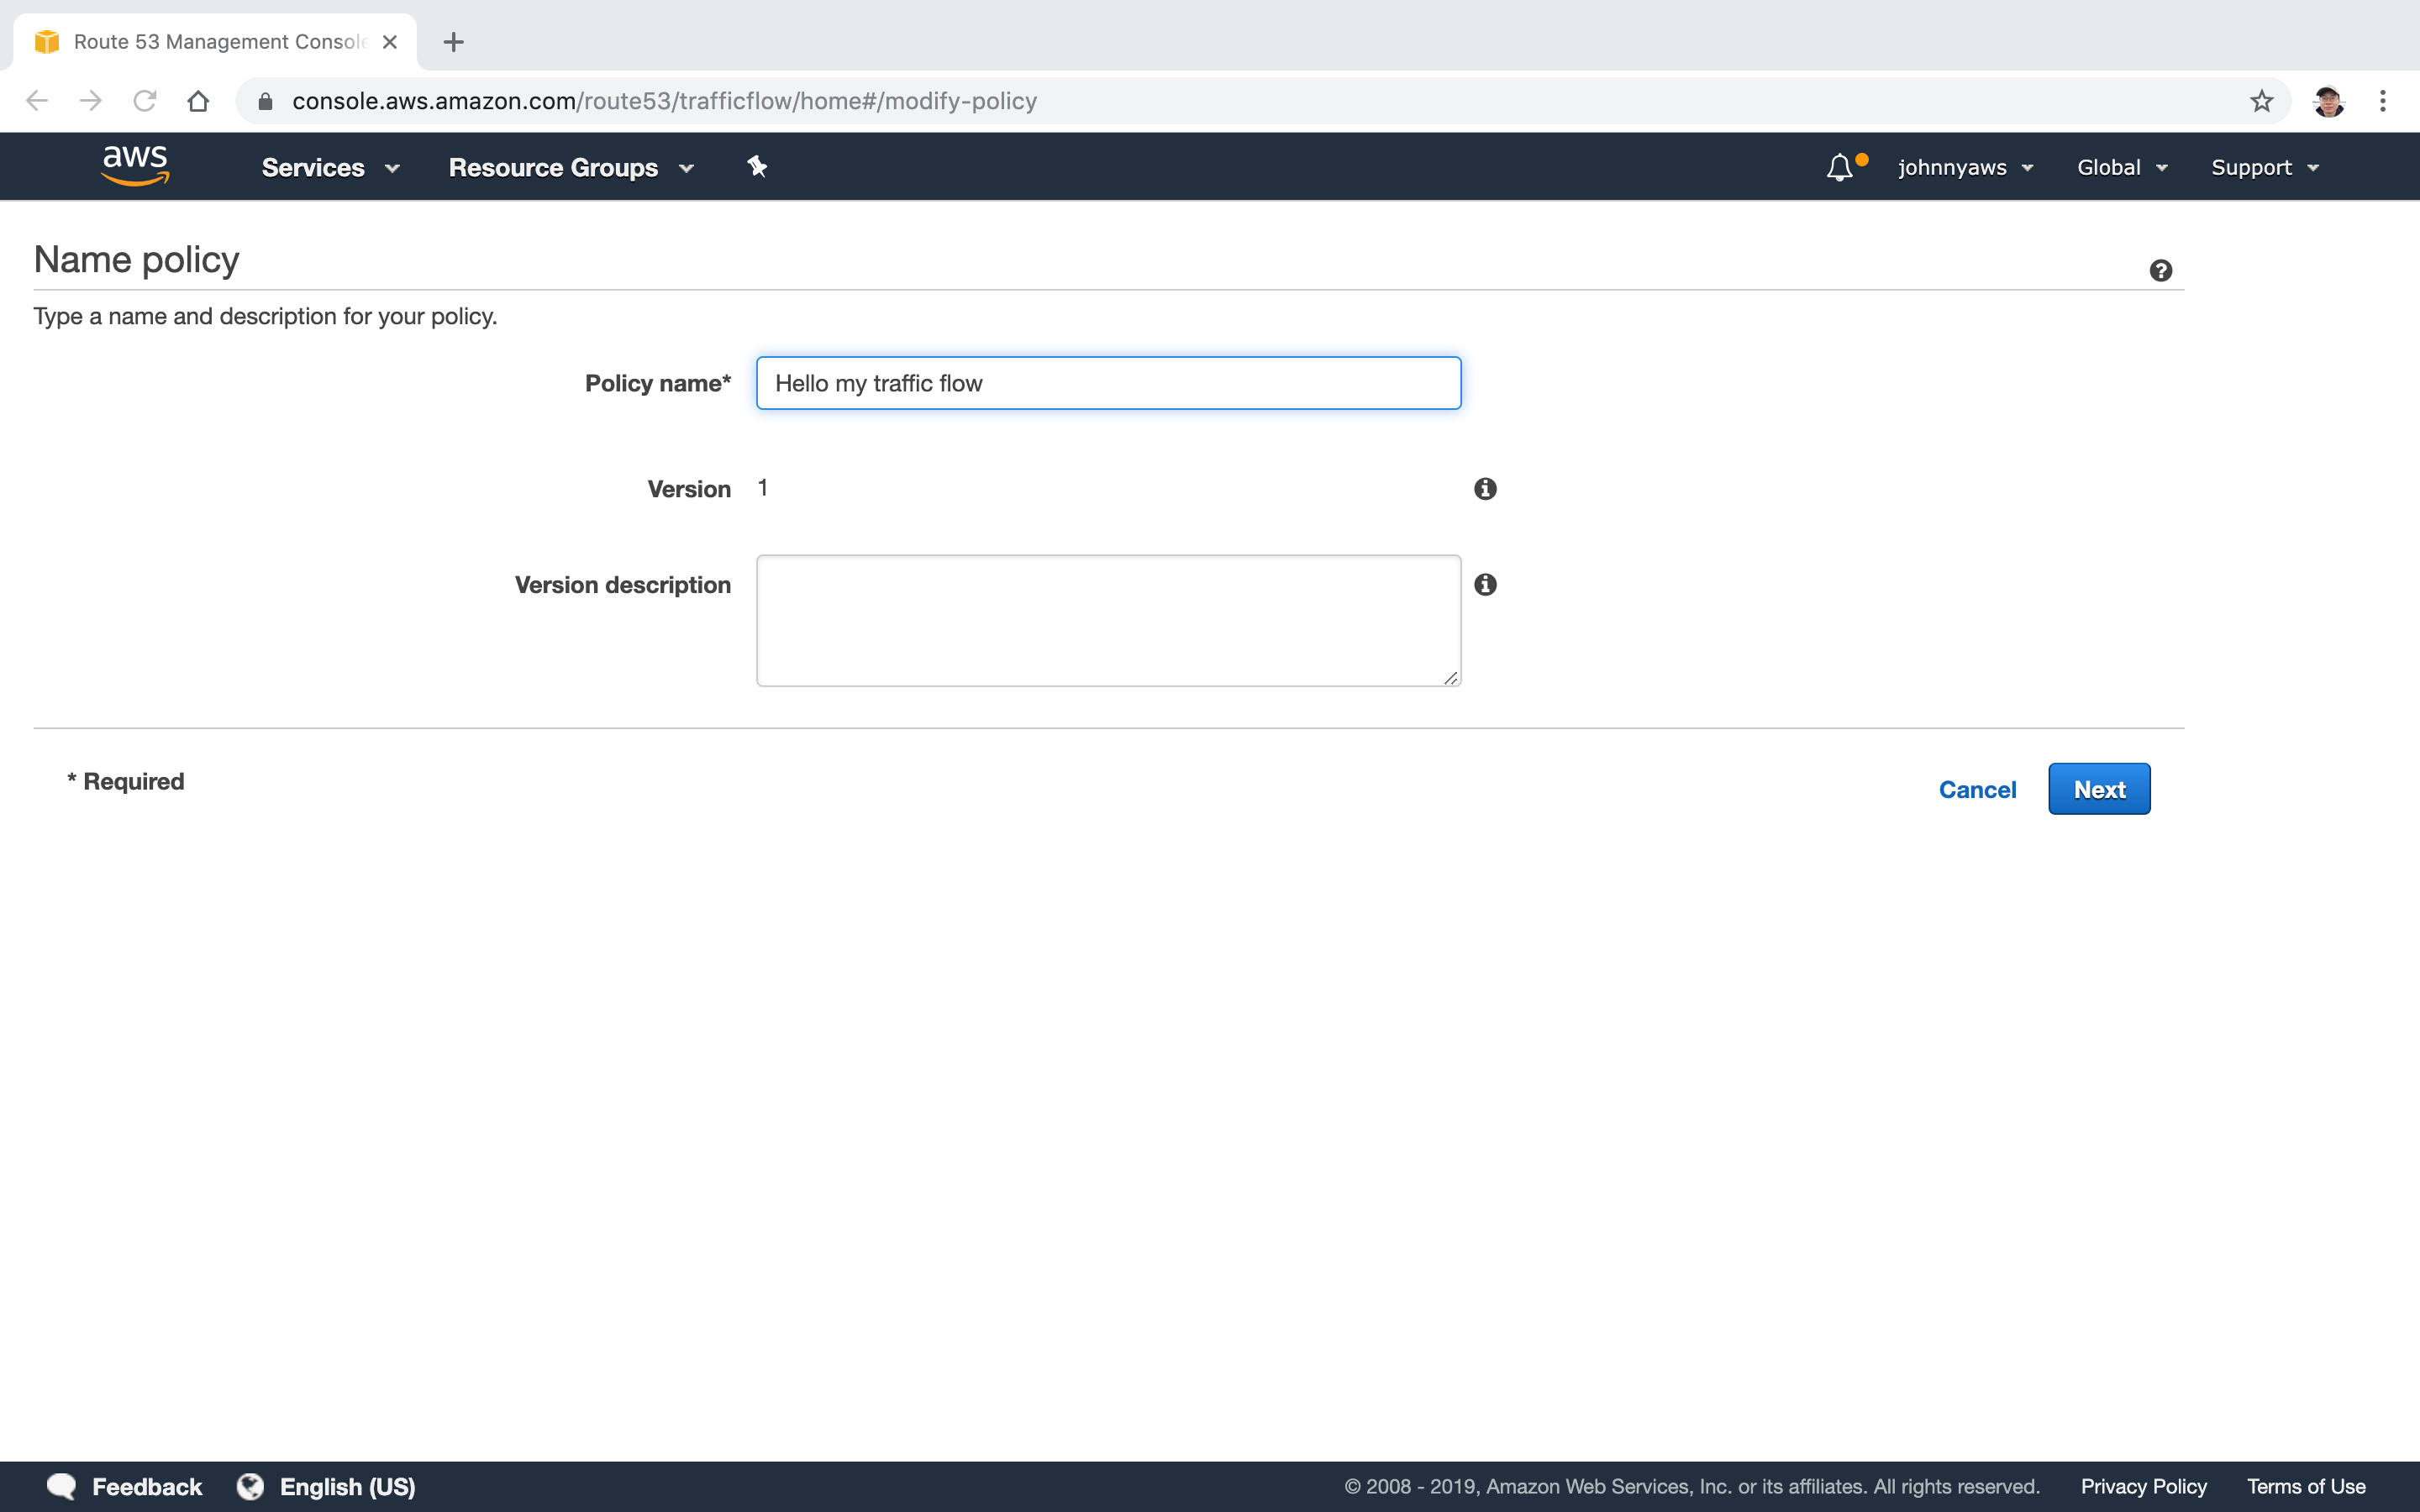 Route 53 Management Console
console.aws.amazon.com/route53/trafficflow/home#/modify-policy
aws Services Resource Groups johnnyaws Global Support
Name policy
Type a name and description for your policy.
Policy name* Hello my traffic flow
Version 1
Version description
* Required Cancel Next
Feedback English (US) © 2008 - 2019, Amazon Web Services, Inc. or its affiliates. All rights reserved. Privacy Policy Terms of Use